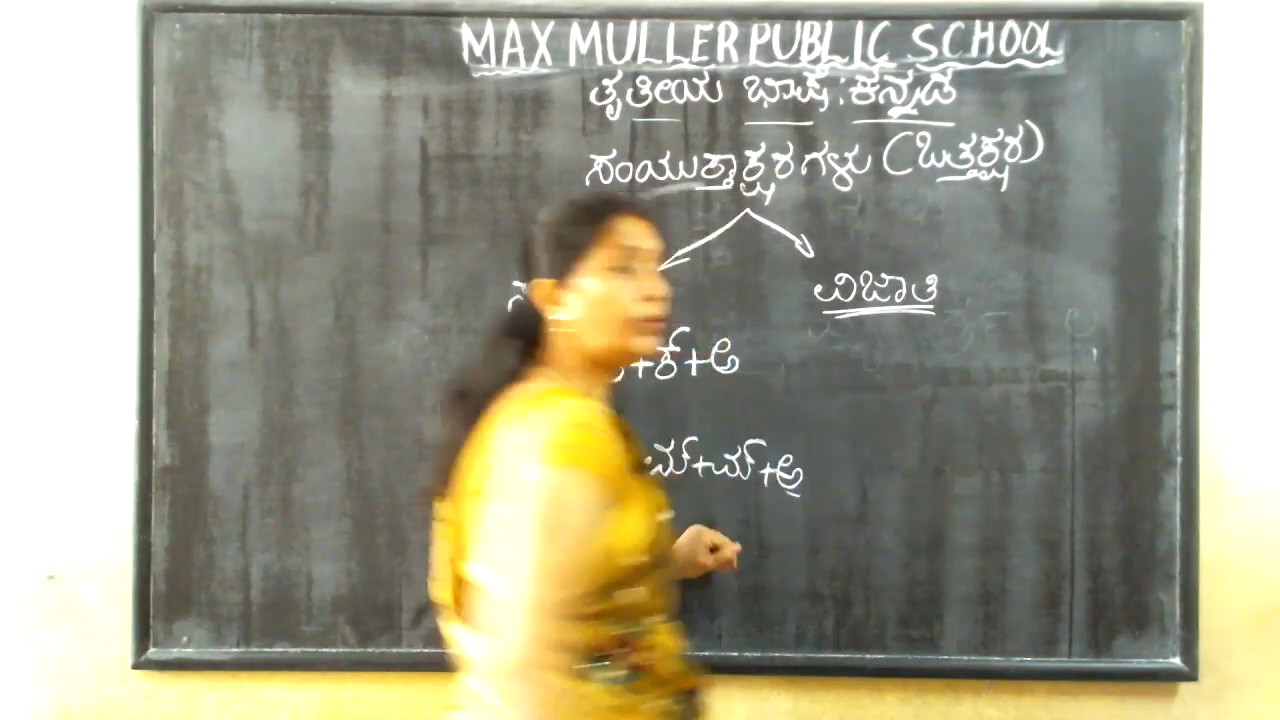 MAX MULLER PUBLIC SCHOOL
ತೃತೀಯ ಭಾಷೆ : ಕನ್ನಡ
ಸಂಯುಕ್ತಾಕ್ಷರಗಳು (ಒತ್ತಕ್ಷರ)
ವಿಜಾತಿ
+ಕ್+ಅ
ಮ್+ಮ್+ಅ